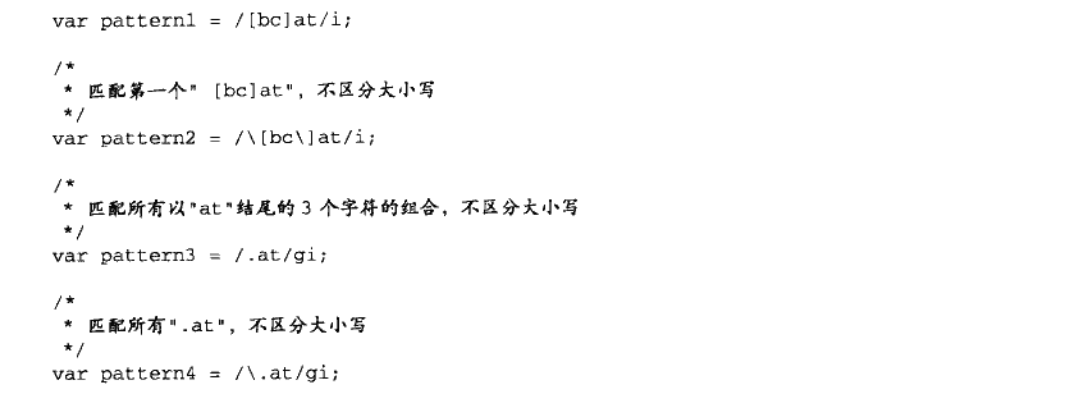 var pattern1 = /[bc]at/i;
/*
* 匹配第一个" [bc]at"，不区分大小写
*/
var pattern2 = /\[bc\]at/i;
/*
* 匹配所有以"at"结尾的 3 个字符的组合，不区分大小写
*/
var pattern3 = /.at/gi;
/*
* 匹配所有".at"，不区分大小写
*/
var pattern4 = /\.at/gi;